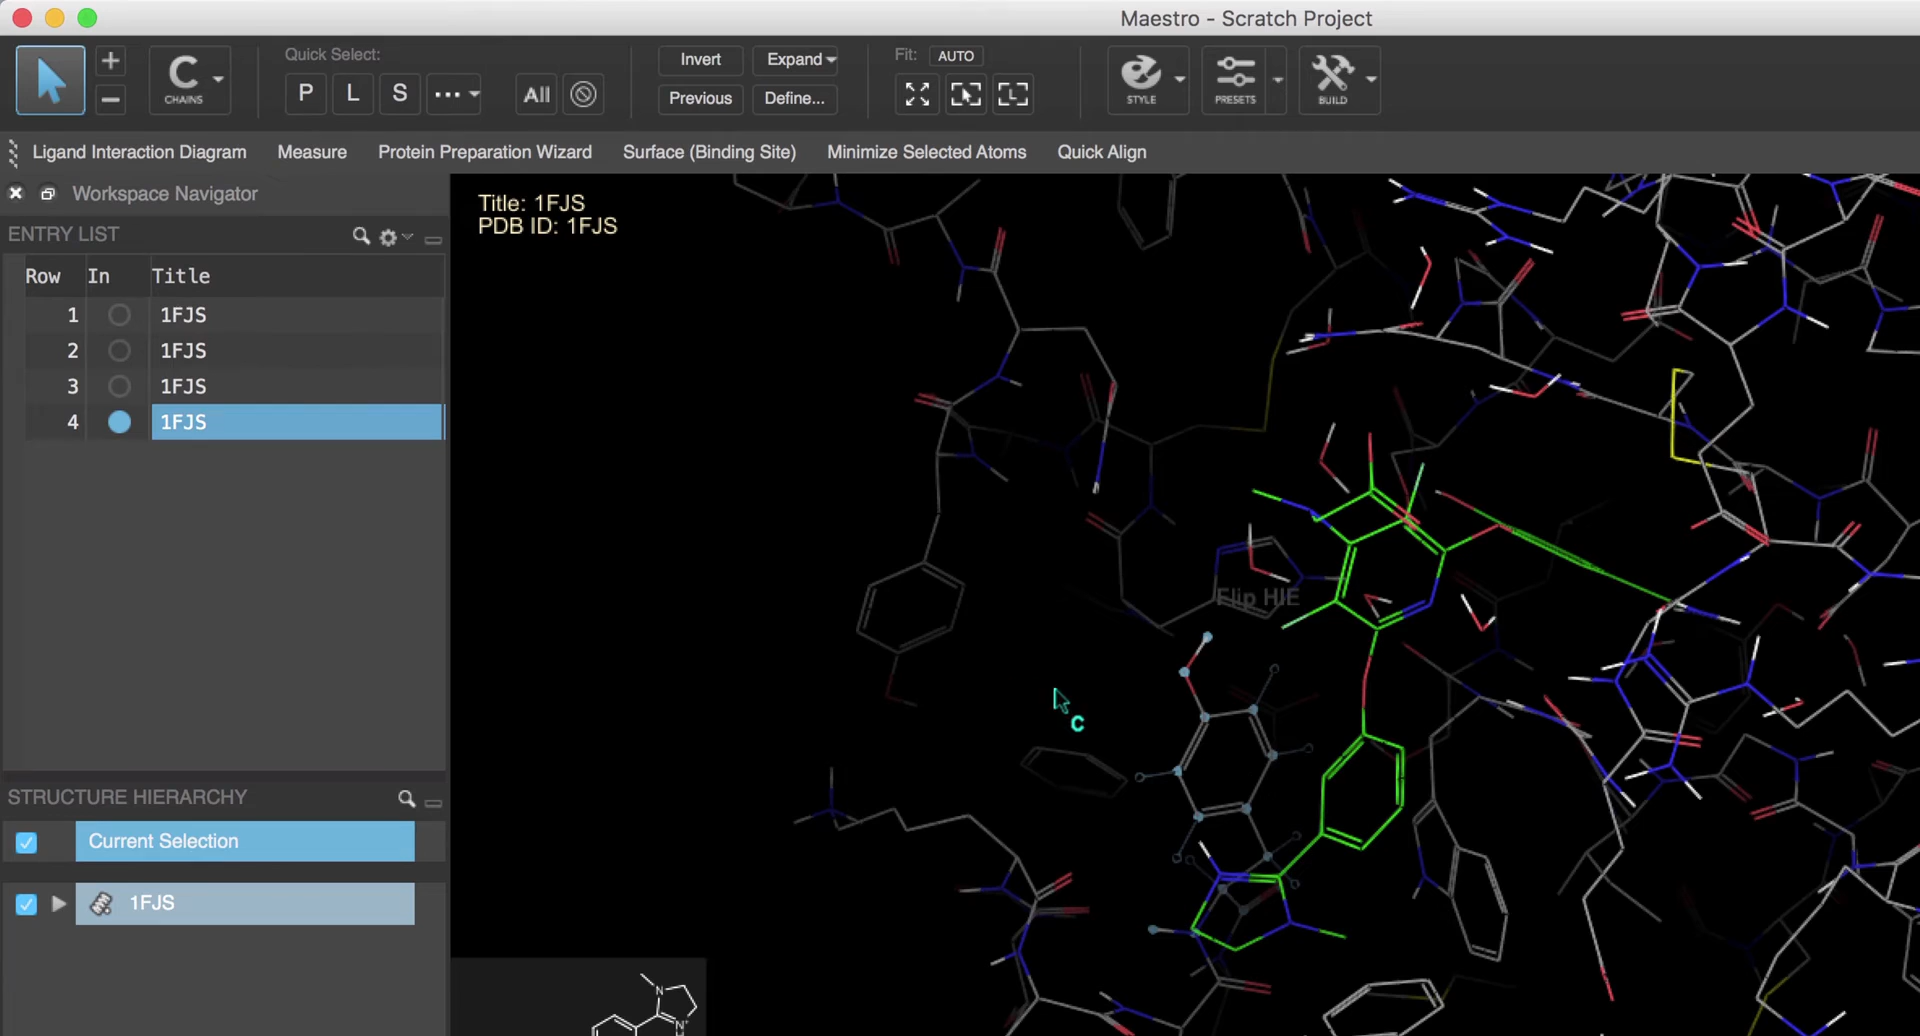 Maestro - Scratch Project
Quick Select:
Invert
Expand
Fit:
AUTO
C
CHAINS
P
L
S
...
All
Previous
Define...
L
STYLE
PRESETS
BUILD
Ligand Interaction Diagram
Measure
Protein Preparation Wizard
Surface (Binding Site)
Minimize Selected Atoms
Quick Align
Workspace Navigator
ENTRY LIST
Row In Title
1 1FJS
2 1FJS
3 1FJS
4 1FJS
STRUCTURE HIERARCHY
Current Selection
1FJS
Title: 1FJS
PDB ID: 1FJS
Flip HIE
C
N
N+
H